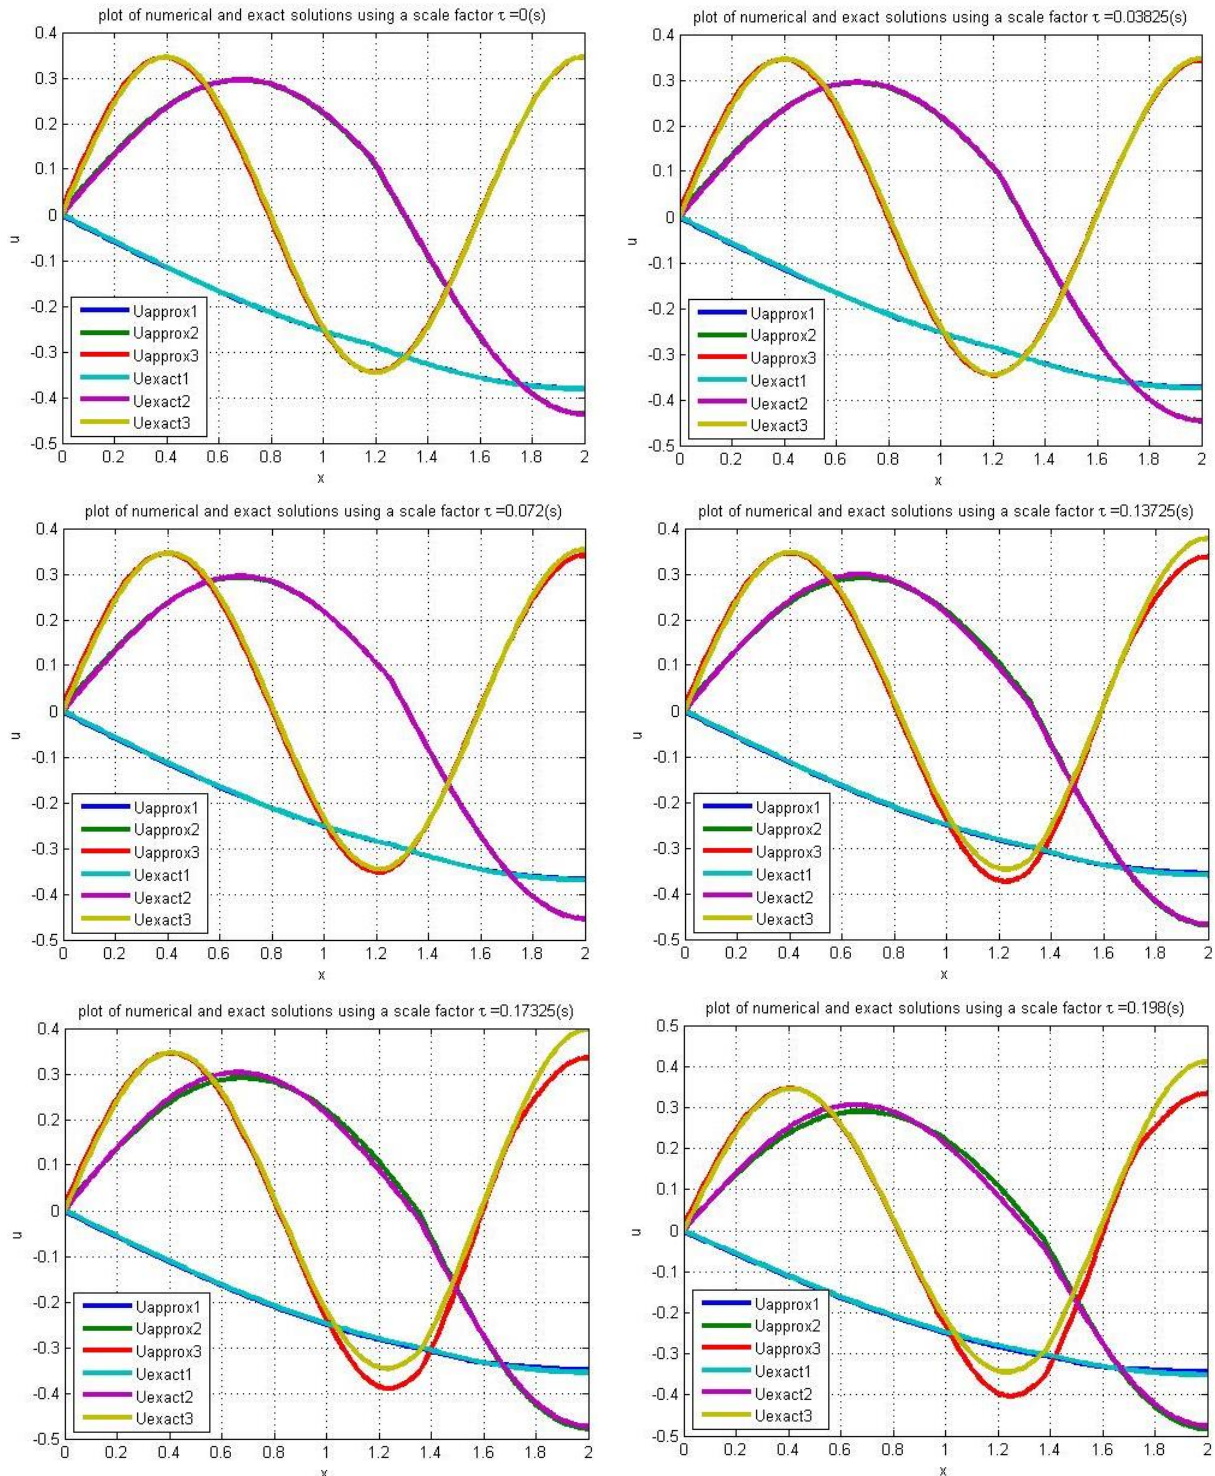 plot of numerical and exact solutions using a scale factor τ =0(s)
0.4
0.3
0.2
0.1
0
-0.1
-0.2
-0.3
-0.4
-0.5
u
Uapprox1
Uapprox2
Uapprox3
Uexact1
Uexact2
Uexact3
0 0.2 0.4 0.6 0.8 1 1.2 1.4 1.6 1.8 2
x
plot of numerical and exact solutions using a scale factor τ =0.03825(s)
0.4
0.3
0.2
0.1
0
-0.1
-0.2
-0.3
-0.4
-0.5
u
Uapprox1
Uapprox2
Uapprox3
Uexact1
Uexact2
Uexact3
0 0.2 0.4 0.6 0.8 1 1.2 1.4 1.6 1.8 2
x
plot of numerical and exact solutions using a scale factor τ =0.072(s)
0.4
0.3
0.2
0.1
0
-0.1
-0.2
-0.3
-0.4
-0.5
u
Uapprox1
Uapprox2
Uapprox3
Uexact1
Uexact2
Uexact3
0 0.2 0.4 0.6 0.8 1 1.2 1.4 1.6 1.8 2
x
plot of numerical and exact solutions using a scale factor τ =0.13725(s)
0.4
0.3
0.2
0.1
0
-0.1
-0.2
-0.3
-0.4
-0.5
u
Uapprox1
Uapprox2
Uapprox3
Uexact1
Uexact2
Uexact3
0 0.2 0.4 0.6 0.8 1 1.2 1.4 1.6 1.8 2
x
plot of numerical and exact solutions using a scale factor τ =0.17325(s)
0.4
0.3
0.2
0.1
0
-0.1
-0.2
-0.3
-0.4
-0.5
u
Uapprox1
Uapprox2
Uapprox3
Uexact1
Uexact2
Uexact3
0 0.2 0.4 0.6 0.8 1 1.2 1.4 1.6 1.8 2
x
plot of numerical and exact solutions using a scale factor τ =0.198(s)
0.5
0.4
0.3
0.2
0.1
0
-0.1
-0.2
-0.3
-0.4
-0.5
u
Uapprox1
Uapprox2
Uapprox3
Uexact1
Uexact2
Uexact3
0 0.2 0.4 0.6 0.8 1 1.2 1.4 1.6 1.8 2
x